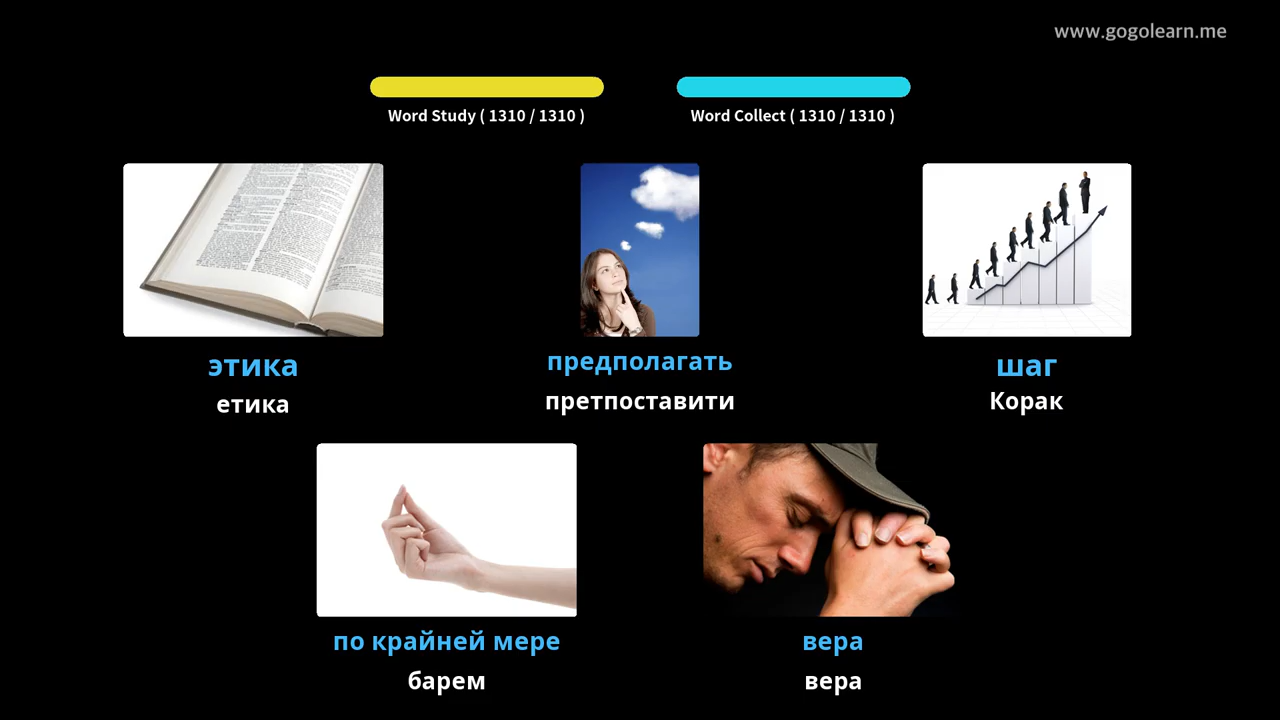 www.gogolearn.me
Word Study ( 1310 / 1310 )
Word Collect ( 1310 / 1310 )
этика
етика
предполагать
претпоставити
шаг
Корак
по крайней мере
барем
вера
вера